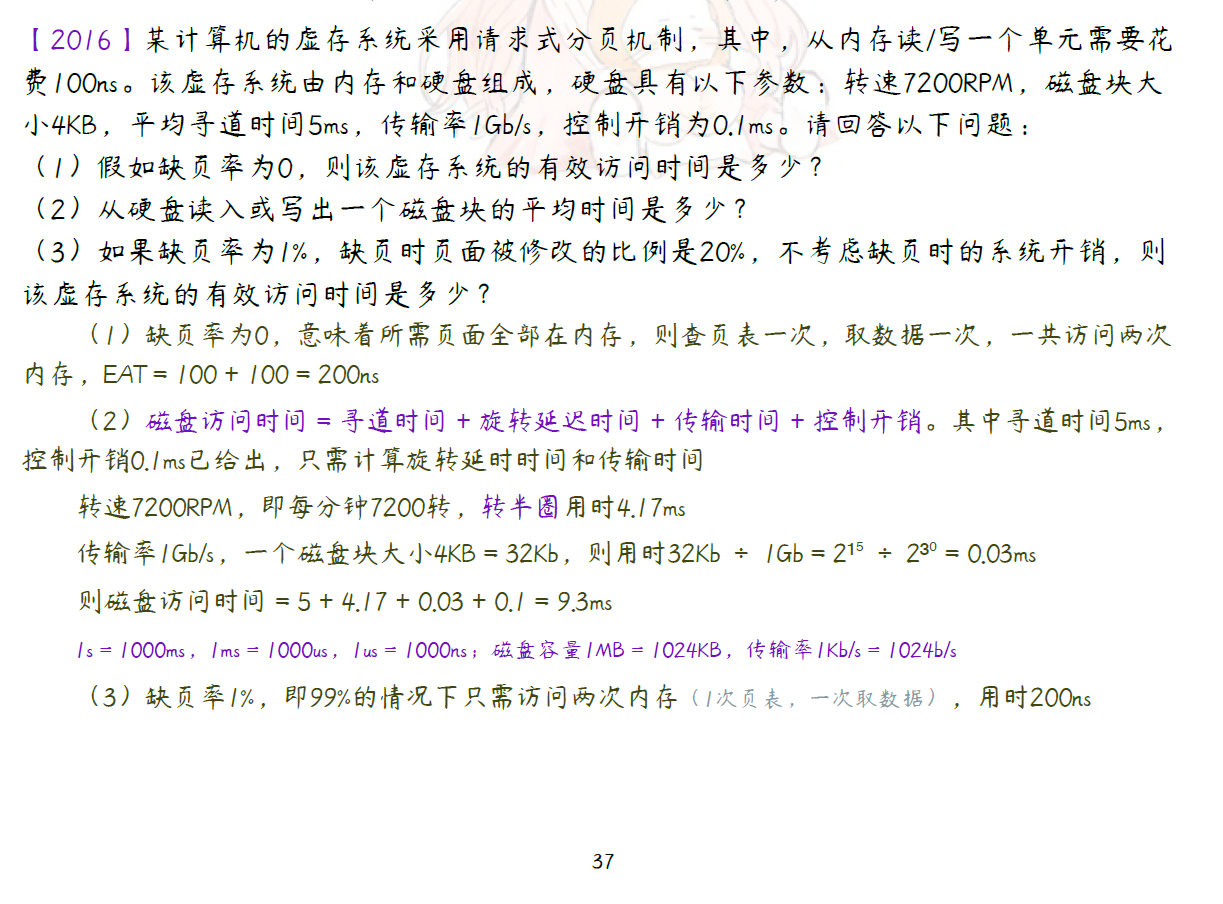 【2016】某计算机的虚存系统采用请求式分页机制，其中，从内存读/写一个单元需要花
费100ns。该虚存系统由内存和硬盘组成，硬盘具有以下参数：转速7200RPM，磁盘块大
小4KB，平均寻道时间5ms，传输率1Gb/s，控制开销为0.1ms。请回答以下问题：
（1）假如缺页率为0，则该虚存系统的有效访问时间是多少？
（2）从硬盘读入或写出一个磁盘块的平均时间是多少？
（3）如果缺页率为1%，缺页时页面被修改的比例是20%，不考虑缺页时的系统开销，则
该虚存系统的有效访问时间是多少？
（1）缺页率为0，意味着所需页面全部在内存，则查页表一次，取数据一次，一共访问两次
内存，EAT = 100 + 100 = 200ns
（2）磁盘访问时间 = 寻道时间 + 旋转延迟时间 + 传输时间 + 控制开销。其中寻道时间5ms，
控制开销0.1ms已给出，只需计算旋转延时时间和传输时间
转速7200RPM，即每分钟7200转，转半圈用时4.17ms
传输率1Gb/s，一个磁盘块大小4KB = 32Kb，则用时32Kb ÷ 1Gb = 2¹⁵ ÷ 2³⁰ = 0.03ms
则磁盘访问时间 = 5 + 4.17 + 0.03 + 0.1 = 9.3ms
1s = 1000ms，1ms = 1000us，1us = 1000ns；磁盘容量1MB = 1024KB，传输率1Kb/s = 1024b/s
（3）缺页率1%，即99%的情况下只需访问两次内存（1次页表，一次取数据），用时200ns
37